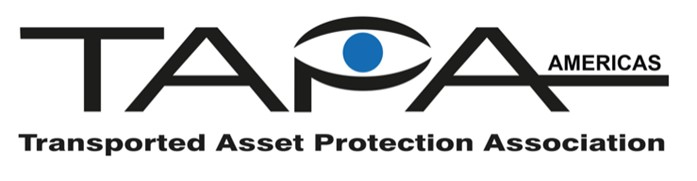 TAPA AMERICAS
Transported Asset Protection Association